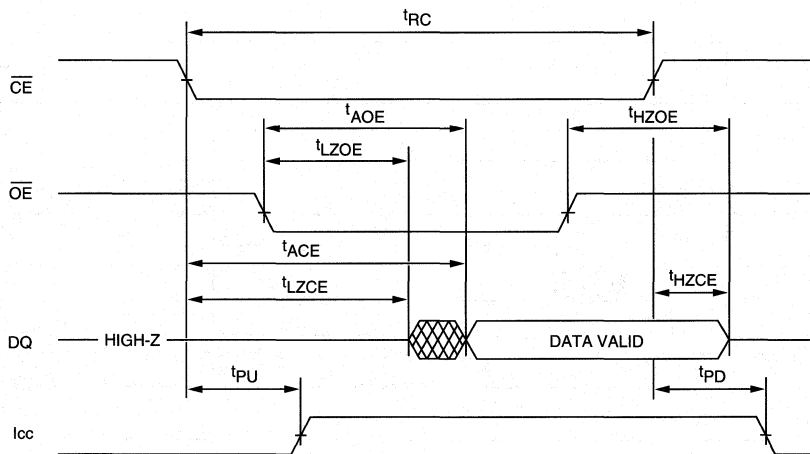 tRC
CE
tAOE
tHZOE
tLZOE
OE
tACE
tLZCE
tHZCE
DQ
HIGH-Z
DATA VALID
tPU
tPD
Icc